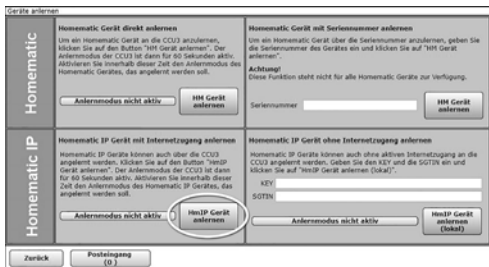 Geräte anlernen
Homematic
Homematic Gerät direkt anlernen
Um ein Homematic Gerät direkt an die CCU3 anzulernen,
klicken Sie auf den Button "HM Gerät anlernen". Der
Anlernmodus der CCU3 ist dann für 60 Sekunden aktiv.
Aktivieren Sie innerhalb dieser Zeit den Anlernmodus des
Homematic Gerätes, das angelernt werden soll.
Anlernmodus nicht aktiv
HM Gerät
anlernen
Homematic Gerät mit Seriennummer anlernen
Um ein Homematic Gerät über die Seriennummer anzulernen, geben Sie
die Seriennummer des Gerätes ein und klicken Sie auf "HM Gerät
anlernen".
Achtung!
Diese Funktion steht nicht für alle Homematic Geräte zur Verfügung.
Seriennummer
HM Gerät
anlernen
Homematic IP
Homematic IP Gerät mit Internetzugang anlernen
Homematic IP Geräte können auch über die CCU3
angelernt werden. Klicken Sie auf den Button "HmIP
Gerät anlernen". Der Anlernmodus der CCU3 ist dann
für 60 Sekunden aktiv. Aktivieren Sie innerhalb dieser
Zeit den Anlernmodus des Homematic IP Gerätes, das
angelernt werden soll.
Anlernmodus nicht aktiv
HmIP Gerät
anlernen
Homematic IP Gerät ohne Internetzugang anlernen
Homematic IP Geräte können auch ohne aktiven Internetzugang an die
CCU3 angelernt werden. Geben Sie den KEY und die SGTIN ein und
klicken Sie auf "HmIP Gerät anlernen (lokal)".
KEY
SGTIN
Anlernmodus nicht aktiv
HmIP Gerät
anlernen
(lokal)
Zurück
Posteingang
(0)